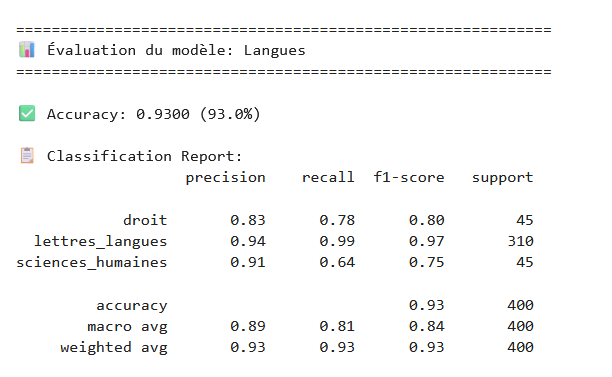 ============================================================
📊 Évaluation du modèle: Langues
============================================================
✅ Accuracy: 0.9300 (93.0%)
📋 Classification Report:
precision recall f1-score support
droit 0.83 0.78 0.80 45
lettres_langues 0.94 0.99 0.97 310
sciences_humaines 0.91 0.64 0.75 45
accuracy 0.93 400
macro avg 0.89 0.81 0.84 400
weighted avg 0.93 0.93 0.93 400